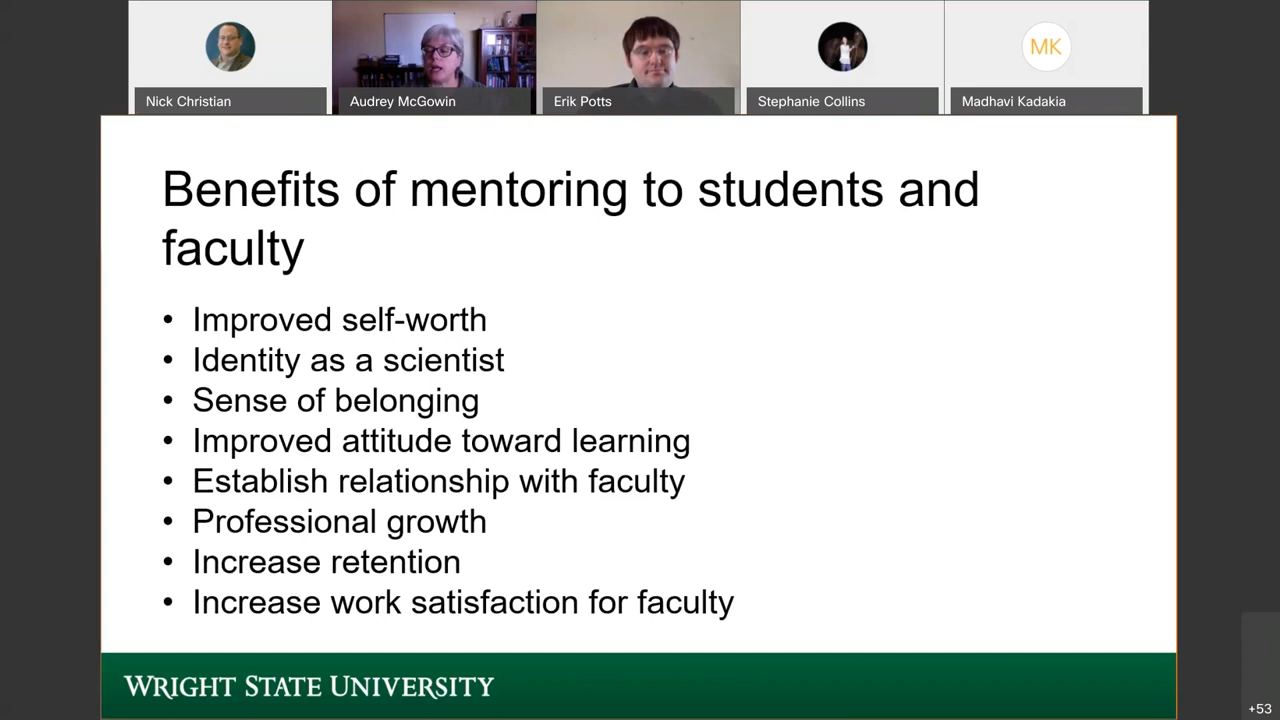 MK
Nick Christian
Audrey McGowin
Erik Potts
Stephanie Collins
Madhavi Kadakia
Benefits of mentoring to students and
faculty
• Improved self-worth
• Identity as a scientist
• Sense of belonging
• Improved attitude toward learning
• Establish relationship with faculty
• Professional growth
• Increase retention
• Increase work satisfaction for faculty
WRIGHT STATE UNIVERSITY
+53